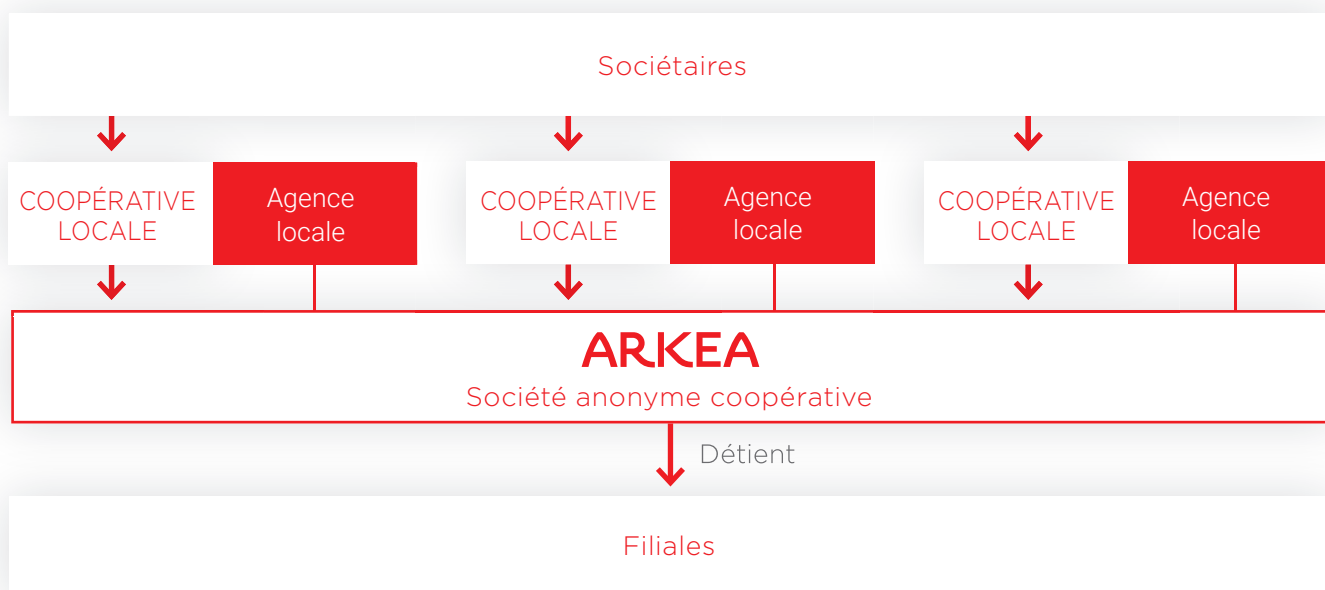 Sociétaires
COOPÉRATIVE
LOCALE
Agence
locale
COOPÉRATIVE
LOCALE
Agence
locale
COOPÉRATIVE
LOCALE
Agence
locale
ARKEA
Société anonyme coopérative
Détient
Filiales